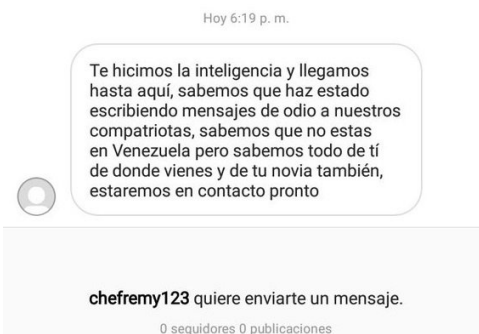 Hoy 6:19 p. m.
Te hicimos la inteligencia y llegamos
hasta aquí, sabemos que haz estado
escribiendo mensajes de odio a nuestros
compatriotas, sabemos que no estas
en Venezuela pero sabemos todo de tí
de donde vienes y de tu novia también,
estaremos en contacto pronto
chefremy123 quiere enviarte un mensaje.
0 seguidores 0 publicaciones